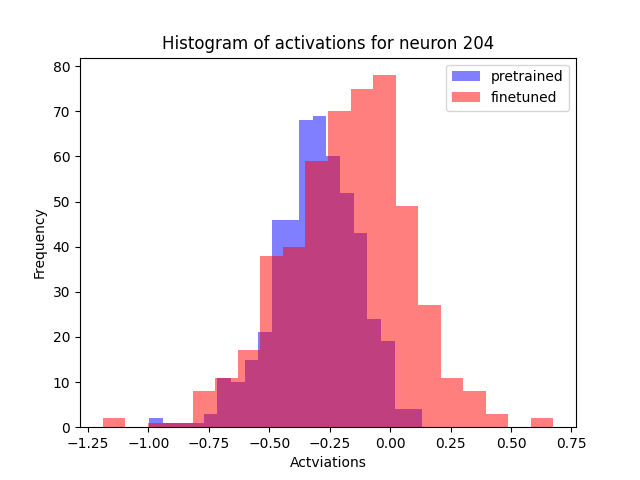 Histogram of activations for neuron 204
pretrained
finetuned
Frequency
80
70
60
50
40
30
20
10
0
−1.25 −1.00 −0.75 −0.50 −0.25 0.00 0.25 0.50 0.75
Actviations